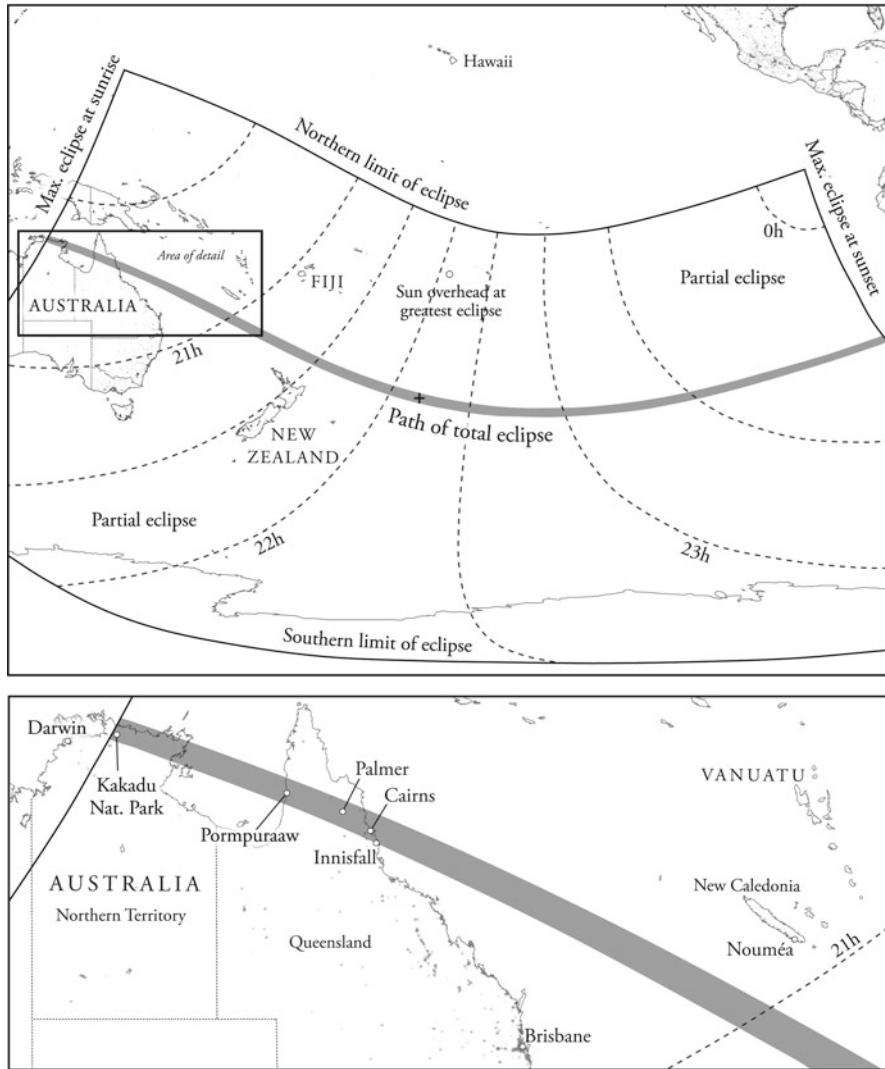 Hawaii
Max. eclipse at sunrise
Northern limit of eclipse
Max. eclipse at sunset
0h
Area of detail
FIJI
Sun overhead at
greatest eclipse
Partial eclipse
AUSTRALIA
21h
Path of total eclipse
NEW
ZEALAND
Partial eclipse
22h
23h
Southern limit of eclipse
Darwin
Kakadu
Nat. Park
Palmer
Cairns
Pormpuraaw
Innisfall
VANUATU
AUSTRALIA
Northern Territory
Queensland
New Caledonia
Nouméa
21h
Brisbane